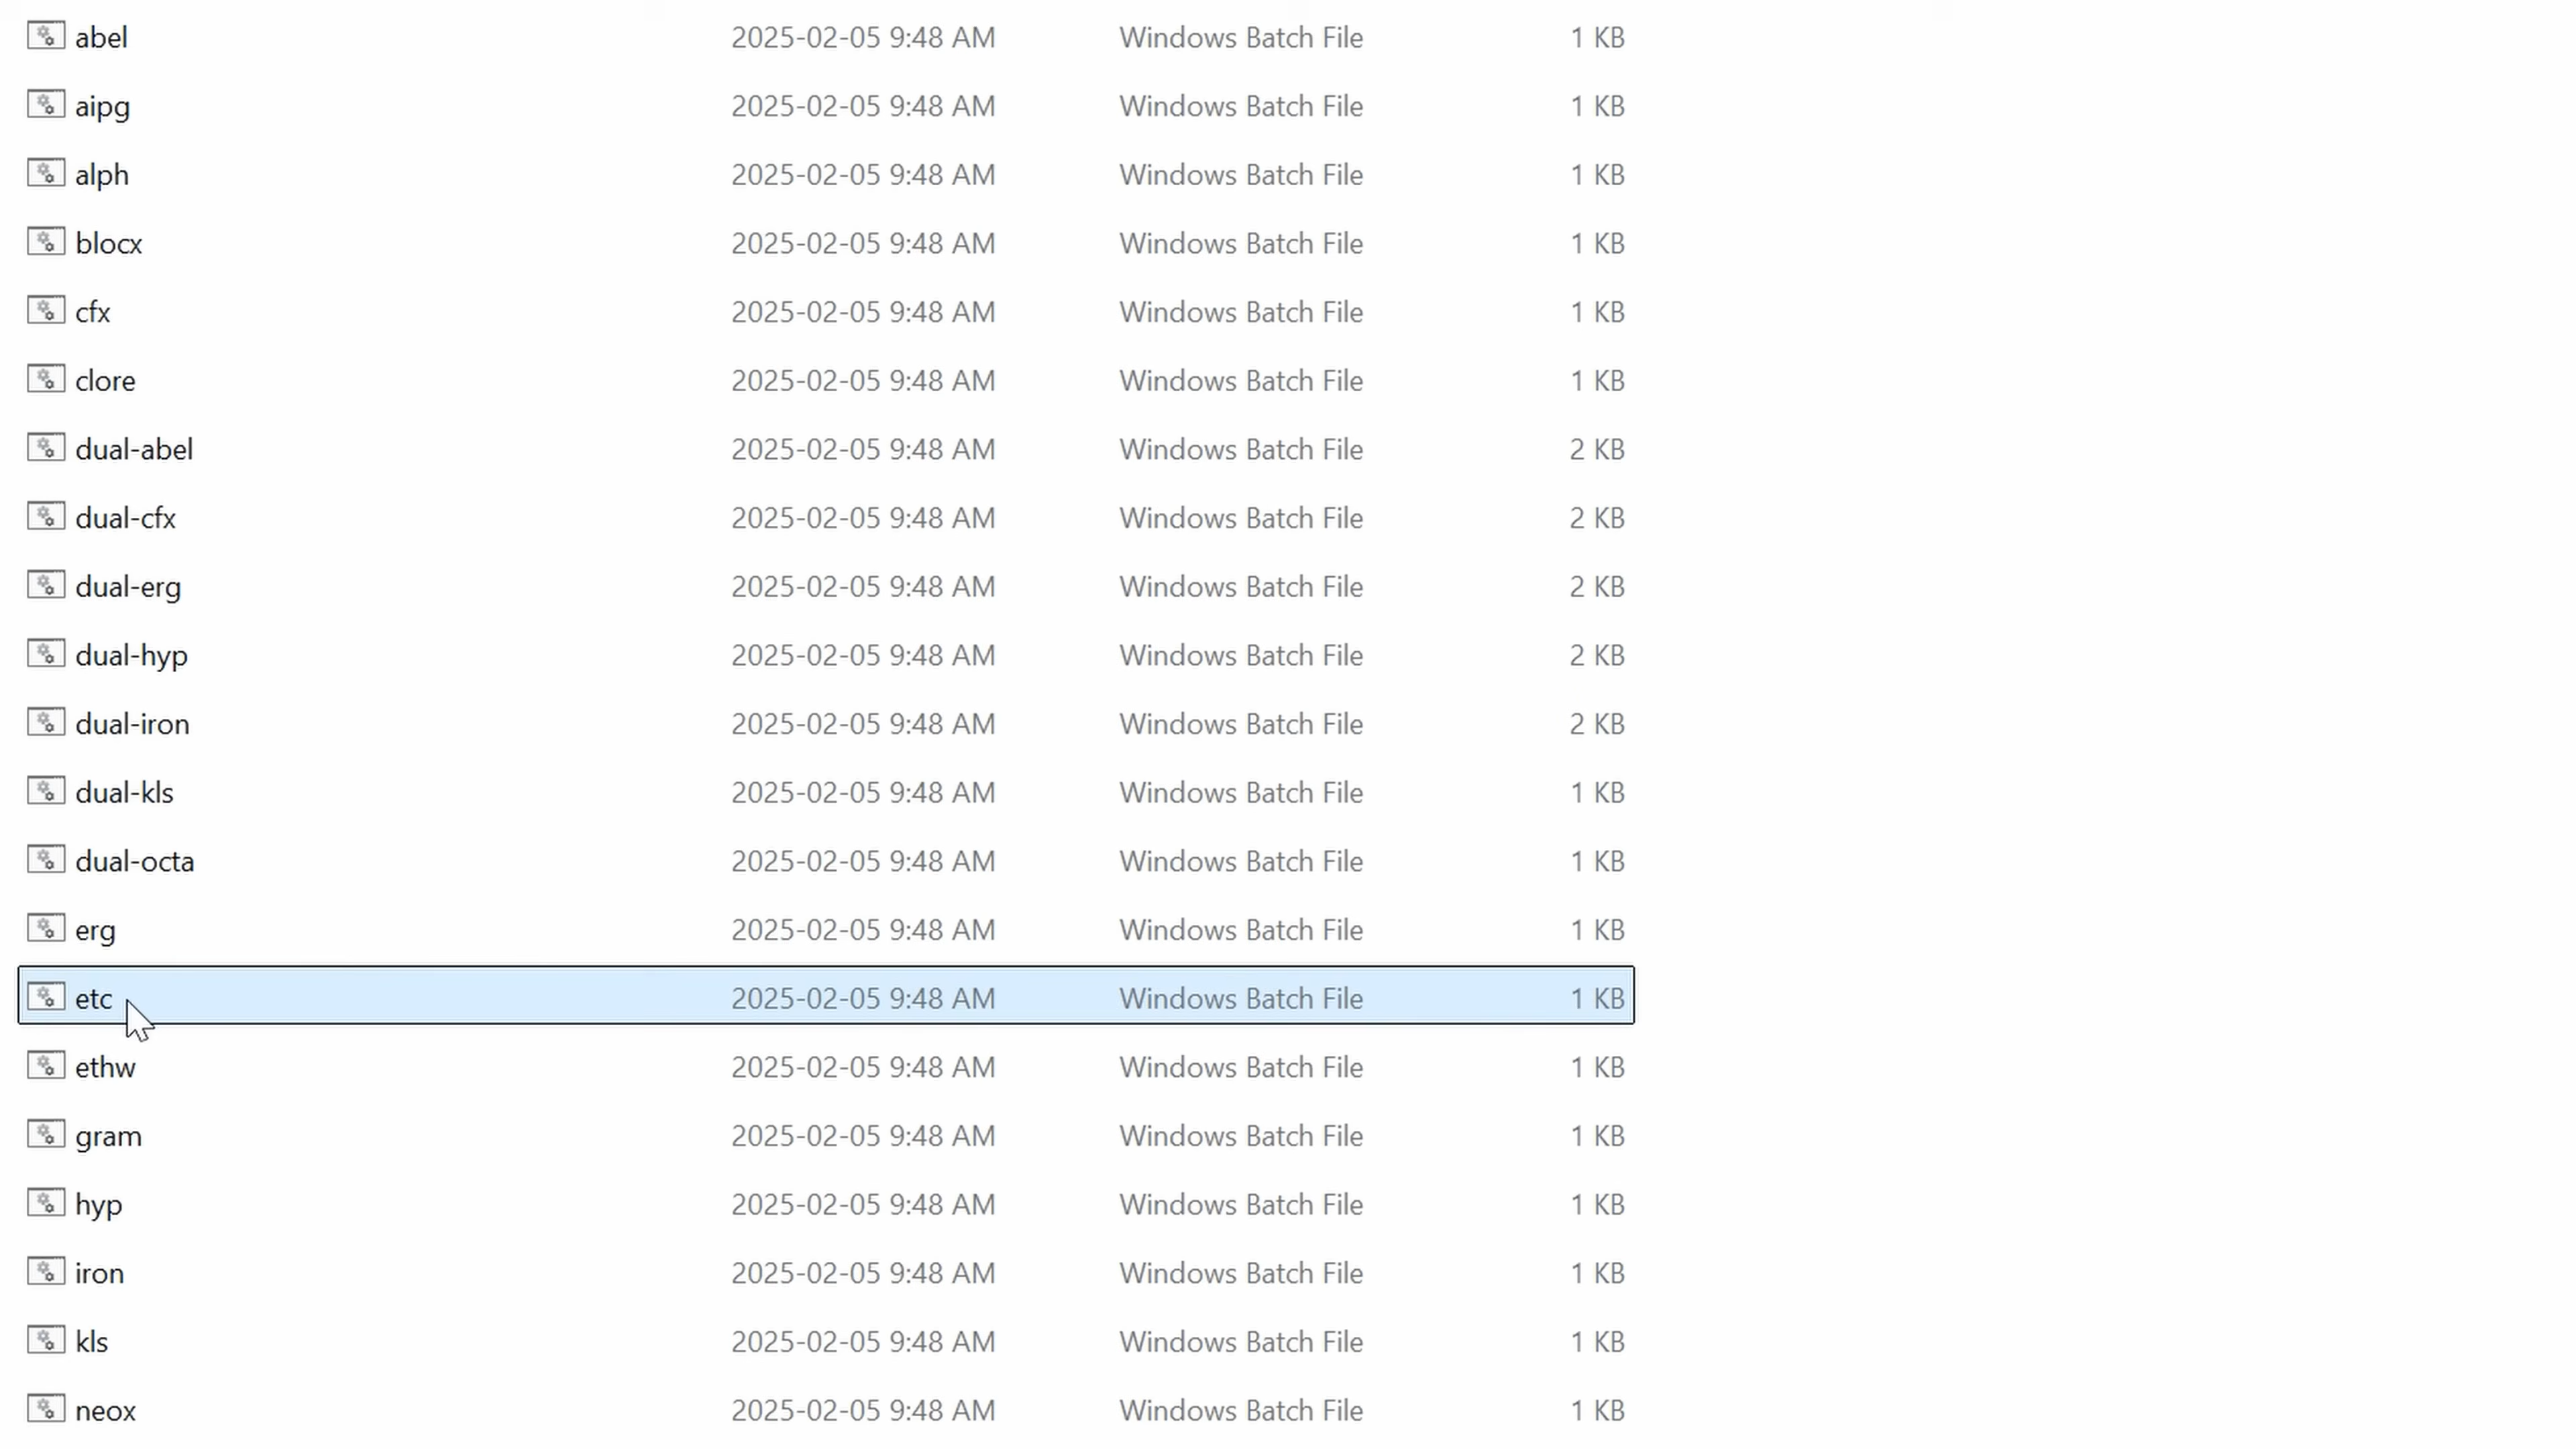 abel 2025-02-05 9:48 AM Windows Batch File 1 KB
aipg 2025-02-05 9:48 AM Windows Batch File 1 KB
alph 2025-02-05 9:48 AM Windows Batch File 1 KB
blocx 2025-02-05 9:48 AM Windows Batch File 1 KB
cfx 2025-02-05 9:48 AM Windows Batch File 1 KB
clore 2025-02-05 9:48 AM Windows Batch File 1 KB
dual-abel 2025-02-05 9:48 AM Windows Batch File 2 KB
dual-cfx 2025-02-05 9:48 AM Windows Batch File 2 KB
dual-erg 2025-02-05 9:48 AM Windows Batch File 2 KB
dual-hyp 2025-02-05 9:48 AM Windows Batch File 2 KB
dual-iron 2025-02-05 9:48 AM Windows Batch File 2 KB
dual-kls 2025-02-05 9:48 AM Windows Batch File 1 KB
dual-octa 2025-02-05 9:48 AM Windows Batch File 1 KB
erg 2025-02-05 9:48 AM Windows Batch File 1 KB
etc 2025-02-05 9:48 AM Windows Batch File 1 KB
ethw 2025-02-05 9:48 AM Windows Batch File 1 KB
gram 2025-02-05 9:48 AM Windows Batch File 1 KB
hyp 2025-02-05 9:48 AM Windows Batch File 1 KB
iron 2025-02-05 9:48 AM Windows Batch File 1 KB
kls 2025-02-05 9:48 AM Windows Batch File 1 KB
neox 2025-02-05 9:48 AM Windows Batch File 1 KB